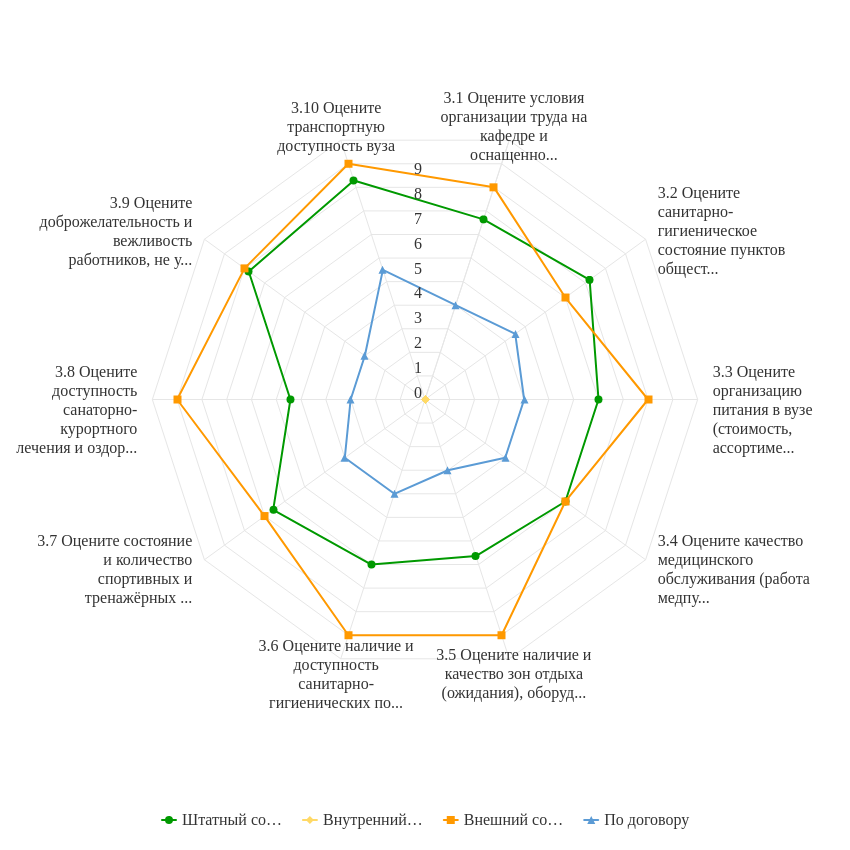 3.10 Оцените
транспортную
доступность вуза
3.1 Оцените условия
организации труда на
кафедре и
оснащенно...
3.2 Оцените
санитарно-
гигиеническое
состояние пунктов
общест...
3.3 Оцените
организацию
питания в вузе
(стоимость,
ассортиме...
3.4 Оцените качество
медицинского
обслуживания (работа
медпу...
3.5 Оцените наличие и
качество зон отдыха
(ожидания), оборуд...
3.6 Оцените наличие и
доступность
санитарно-
гигиенических по...
3.7 Оцените состояние
и количество
спортивных и
тренажёрных ...
3.8 Оцените
доступность
санаторно-
курортного
лечения и оздор...
3.9 Оцените
доброжелательность и
вежливость
работников, не у...
9
8
7
6
5
4
3
2
1
0
Штатный со… Внутренний… Внешний со… По договору